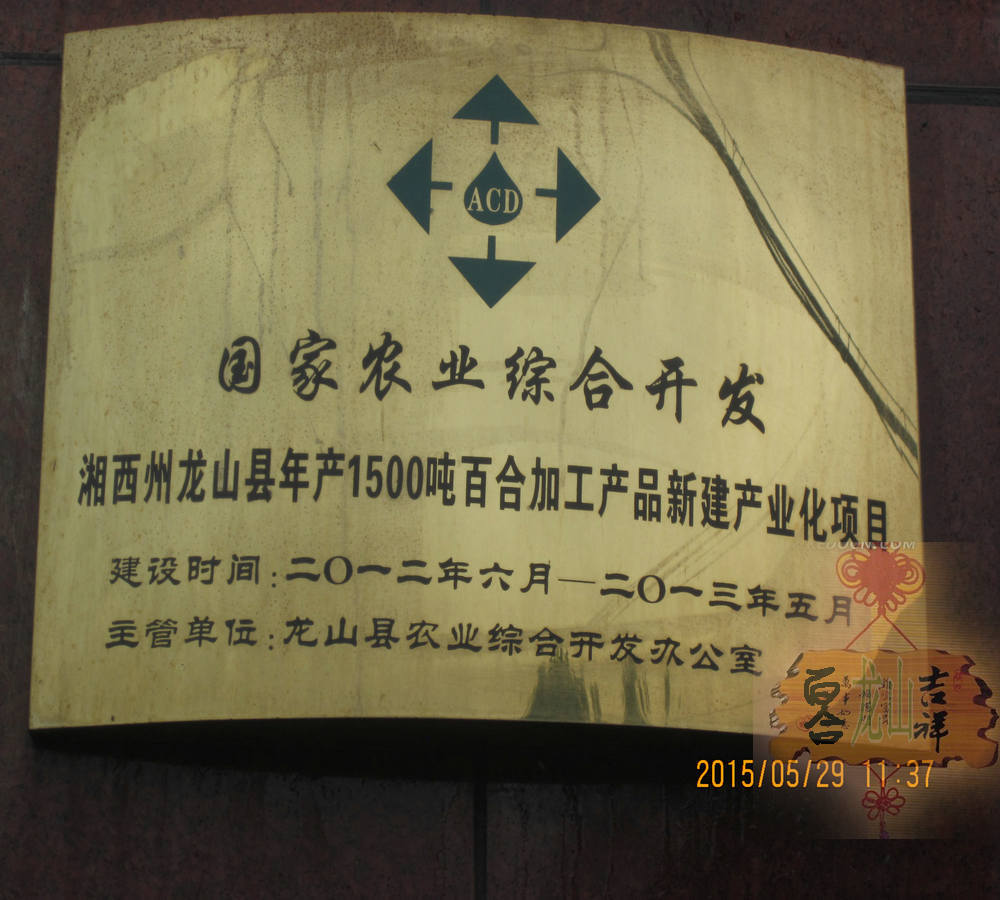 ACD
国家农业综合开发
湘西州龙山县年产1500吨百合加工产品新建产业化项目
建设时间:二〇一二年六月—二〇一三年五月
主管单位:龙山县农业综合开发办公室
百合 龙山 吉祥
2015/05/29 11:37